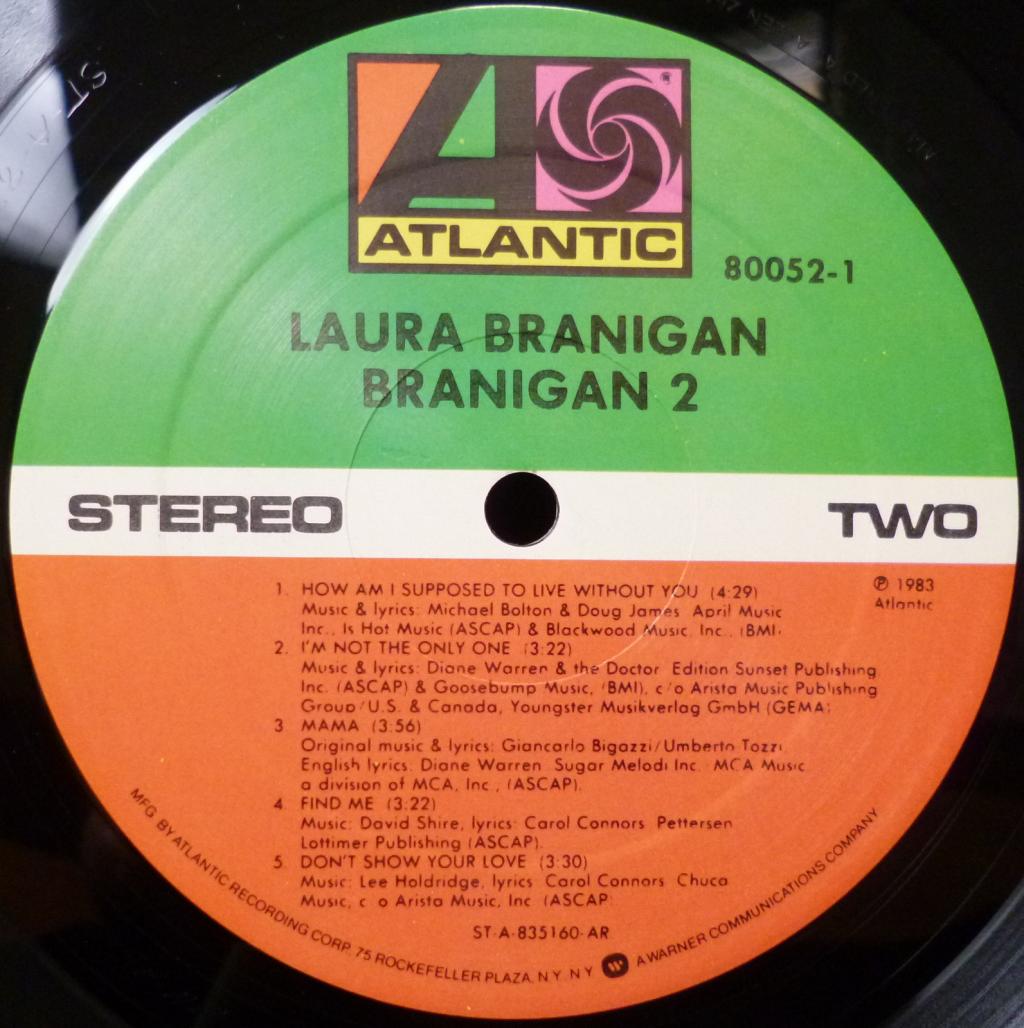 ATLANTIC
80052-1
LAURA BRANIGAN
BRANIGAN 2
STEREO
TWO
℗ 1983
Atlantic
1. HOW AM I SUPPOSED TO LIVE WITHOUT YOU (4:29)
Music & lyrics: Michael Bolton & Doug James April Music
Inc., Is Hot Music (ASCAP) & Blackwood Music, Inc., (BMI)
2. I'M NOT THE ONLY ONE (3:22)
Music & lyrics: Diane Warren & the Doctor Edition Sunset Publishing
Inc. (ASCAP) & Goosebump Music, (BMI), c/o Arista Music Publishing
Group/U.S. & Canada, Youngster Musikverlag GmbH (GEMA)
3 MAMA (3:56)
Original music & lyrics: Giancarlo Bigazzi/Umberto Tozzi,
English lyrics: Diane Warren Sugar Melodi Inc. MCA Music
a division of MCA, Inc., (ASCAP).
4. FIND ME (3:22)
Music: David Shire, lyrics: Carol Connors Pettersen
Lottimer Publishing (ASCAP).
5. DON'T SHOW YOUR LOVE (3:30)
Music: Lee Holdridge, lyrics Carol Connors Chuca
Music, c/o Arista Music, Inc (ASCAP)
ST-A-835160-AR
MFG BY ATLANTIC RECORDING CORP. 75 ROCKEFELLER PLAZA, N.Y. N.Y. A WARNER COMMUNICATIONS COMPANY
ST A